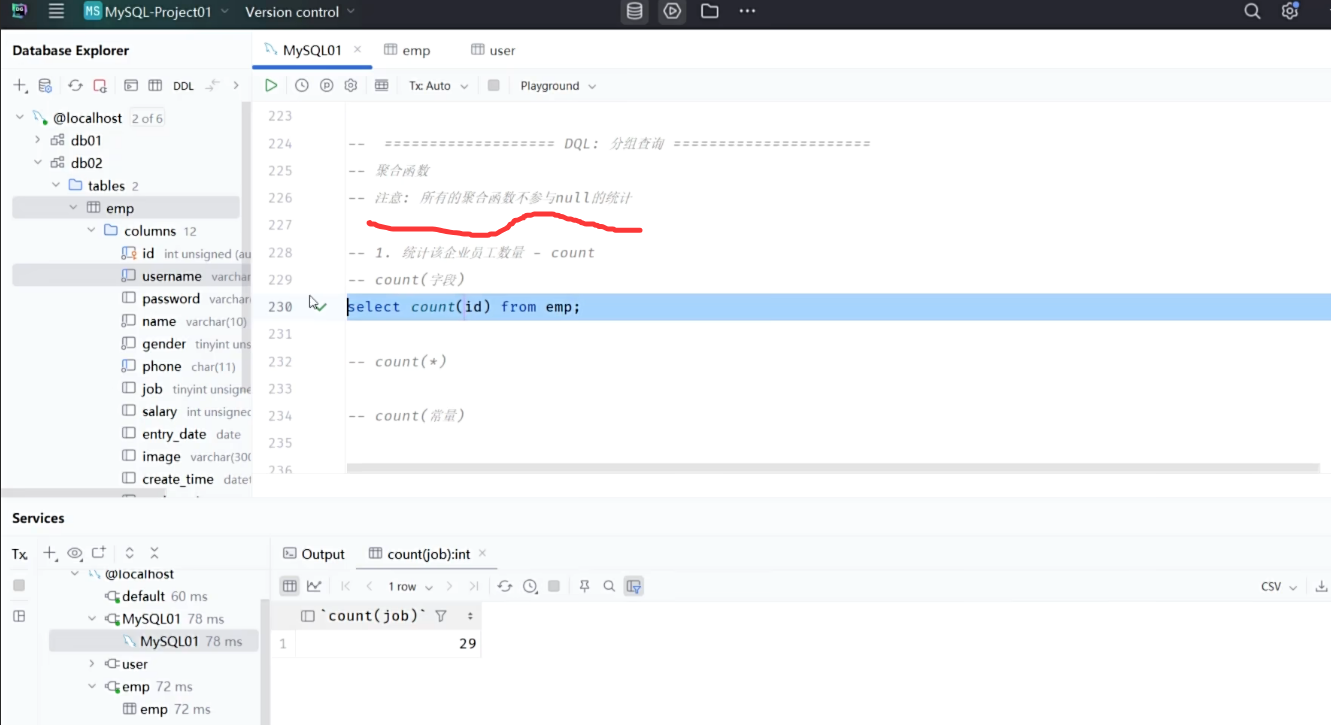 MS MySQL-Project01 Version control
Database Explorer
MySQL01 emp user
DDL Tx: Auto Playground
@localhost 2 of 6
db01
db02
tables 2
emp
columns 12
id int unsigned (au
username varchar
password varchar
name varchar(10)
gender tinyint uns
phone char(11)
job tinyint unsigne
salary int unsigned
entry_date date
image varchar(300
create_time datet
223
224 -- =================== DQL: 分组查询 ======================
225 -- 聚合函数
226 -- 注意: 所有的聚合函数不参与null的统计
227
228 -- 1. 统计该企业员工数量 - count
229 -- count(字段)
230 select count(id) from emp;
231
232 -- count(*)
233
234 -- count(常量)
235
236
Services
Tx
@localhost
default 60 ms
MySQL01 78 ms
MySQL01 78 ms
user
emp 72 ms
emp 72 ms
Output count(job):int
1 row CSV
`count(job)`
1 29